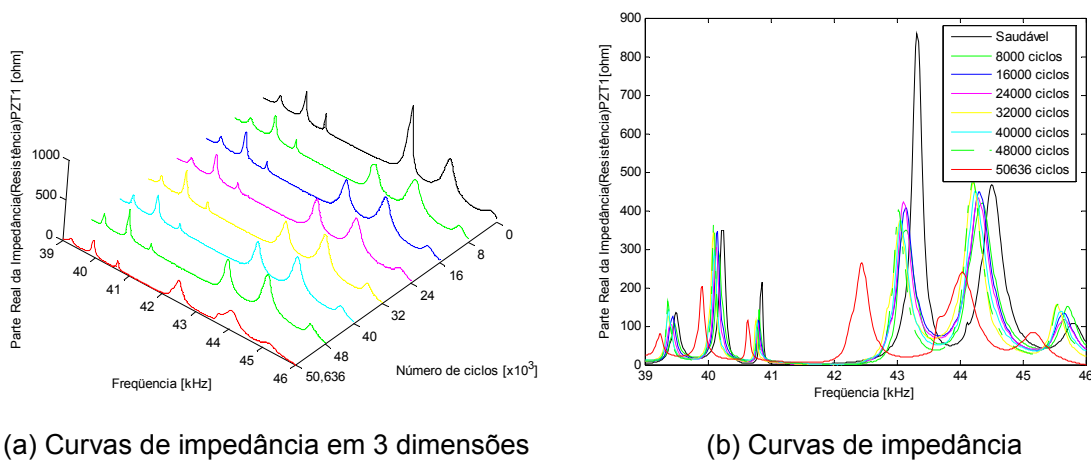 Parte Real da Impedância(Resistência)PZT1 [ohm]
1000
500
0
39
40
41
42
43
44
45
46
Freqüencia [kHz]
0
8
16
24
32
40
48
50,636
Número de ciclos [x10³]
(a) Curvas de impedância em 3 dimensões
Parte Real da Impedância(Resistência)PZT1[ohm]
900
800
700
600
500
400
300
200
100
0
39
40
41
42
43
44
45
46
Freqüencia [kHz]
Saudável
8000 ciclos
16000 ciclos
24000 ciclos
32000 ciclos
40000 ciclos
48000 ciclos
50636 ciclos
(b) Curvas de impedância